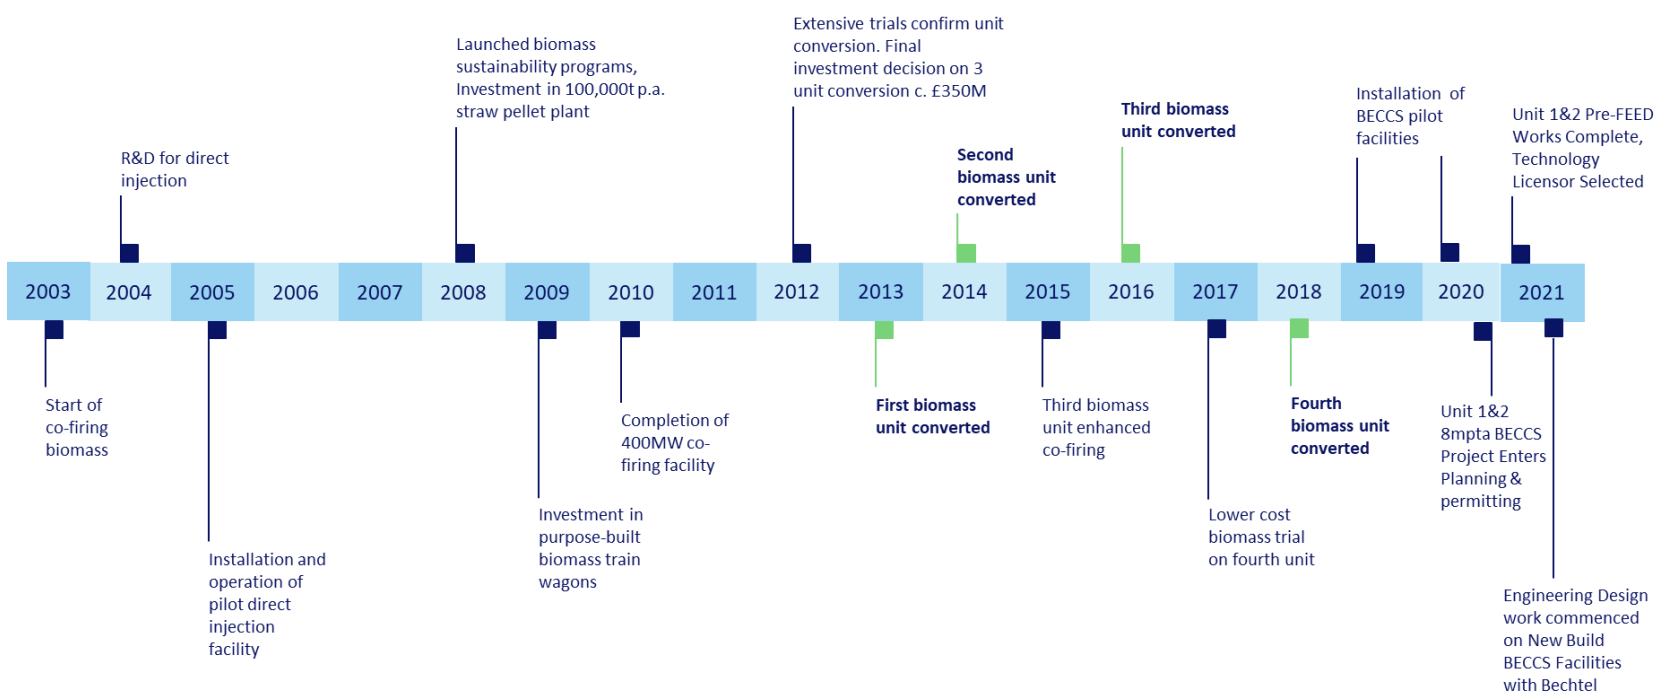 Extensive trials confirm unit
conversion. Final
investment decision on 3
unit conversion c. £350M
Launched biomass
sustainability programs,
Investment in 100,000t p.a.
straw pellet plant
Installation of
BECCS pilot
facilities
Third biomass
unit converted
Unit 1&2 Pre-FEED
Works Complete,
Technology
Licensor Selected
R&D for direct
injection
Second
biomass unit
converted
2003 2004 2005 2006 2007 2008 2009 2010 2011 2012 2013 2014 2015 2016 2017 2018 2019 2020 2021
Start of
co-firing
biomass
First biomass
unit converted
Third biomass
unit enhanced
co-firing
Fourth
biomass unit
converted
Completion of
400MW co-
firing facility
Unit 1&2
8mpta BECCS
Project Enters
Planning &
permitting
Investment in
purpose-built
biomass train
wagons
Lower cost
biomass trial
on fourth unit
Installation and
operation of
pilot direct
injection
facility
Engineering Design
work commenced
on New Build
BECCS Facilities
with Bechtel